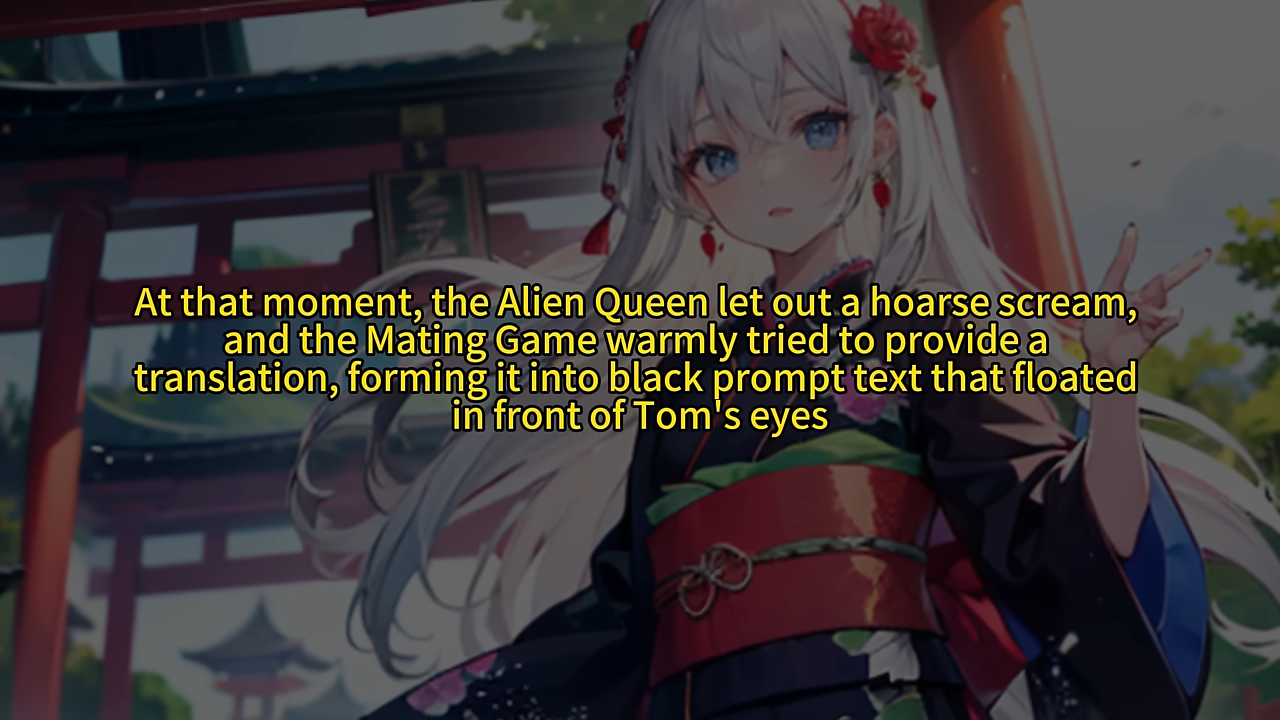 At that moment, the Alien Queen let out a hoarse scream,
and the Mating Game warmly tried to provide a
translation, forming it into black prompt text that floated
in front of Tom's eyes